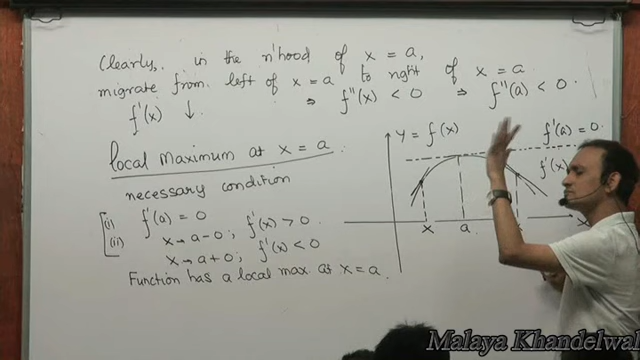 Clearly, in the n'hood of x = a,
migrate from left of x = a to right of x = a
f'(x) ↓ ⇒ f''(x) < 0 ⇒ f''(a) < 0.
local maximum at x = a.
necessary condition
(i) f'(a) = 0
(ii) x → a-0 ; f'(x) > 0.
x → a+0 ; f'(x) < 0
Function has a local max. at x = a.
y = f(x)
f'(a) = 0.
f'(x)
x a x
Malaya Khandelwal